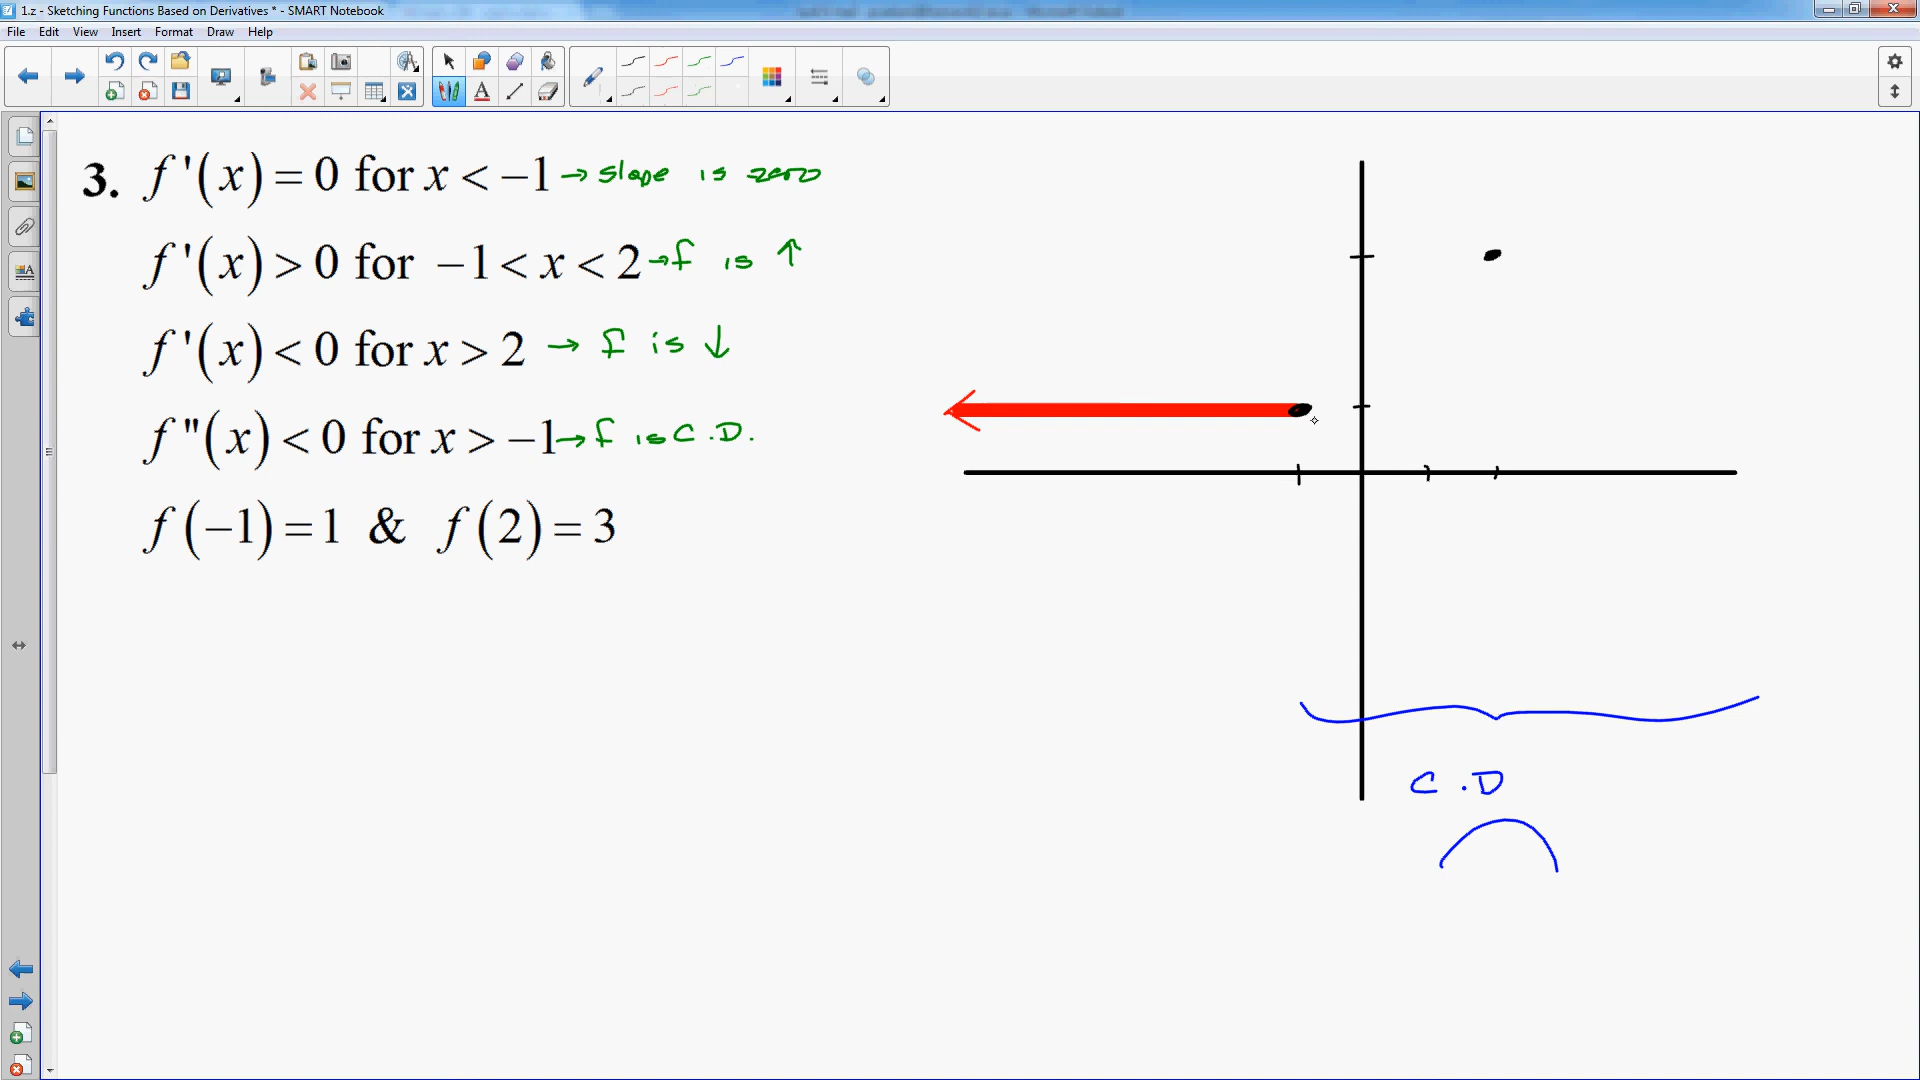 1.z - Sketching Functions Based on Derivatives * - SMART Notebook
File Edit View Insert Format Draw Help
3. f '(x) = 0 for x < −1 → slope is zero
f '(x) > 0 for −1 < x < 2 → f is ↑
f '(x) < 0 for x > 2 → f is ↓
f "(x) < 0 for x > −1 → f is C.D.
f(−1) = 1 & f(2) = 3
C.D